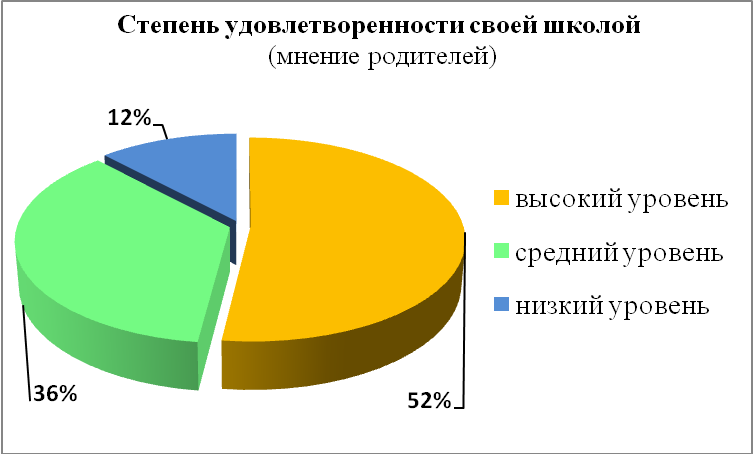 Степень удовлетворенности своей школой
(мнение родителей)
12%
высокий уровень
средний уровень
низкий уровень
36%
52%